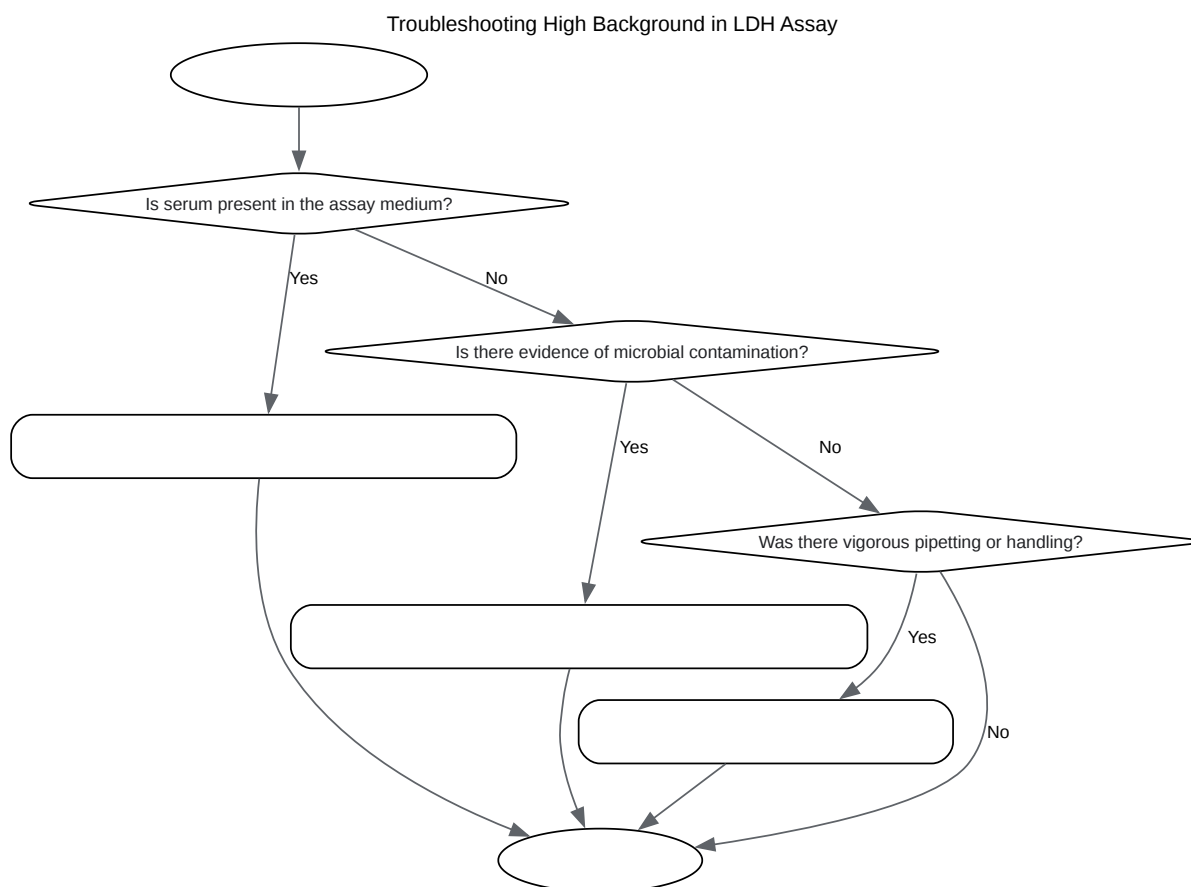 Troubleshooting High Background in LDH Assay
Is serum present in the assay medium?
Yes
No
Is there evidence of microbial contamination?
Yes
No
Was there vigorous pipetting or handling?
Yes
No